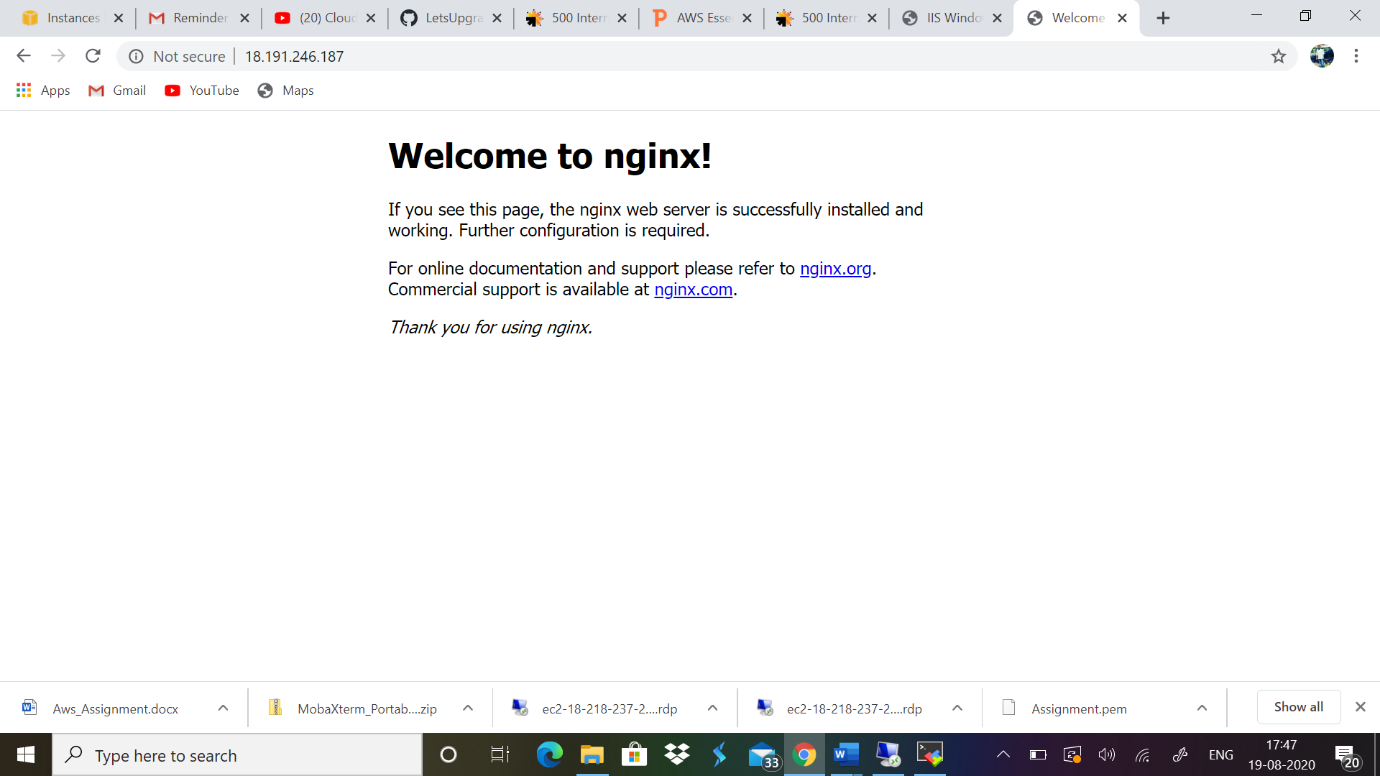 Instances
Reminder
(20) Cloud
LetsUpgra
500 Intern
AWS Esse
500 Intern
IIS Windo
Welcome
Not secure
18.191.246.187
Apps
Gmail
YouTube
Maps
Welcome to nginx!
If you see this page, the nginx web server is successfully installed and
working. Further configuration is required.
For online documentation and support please refer to nginx.org.
Commercial support is available at nginx.com.
Thank you for using nginx.
Aws_Assignment.docx
MobaXterm_Portab....zip
ec2-18-218-237-2....rdp
ec2-18-218-237-2....rdp
Assignment.pem
Show all
Type here to search
33
ENG
17:47
19-08-2020
20